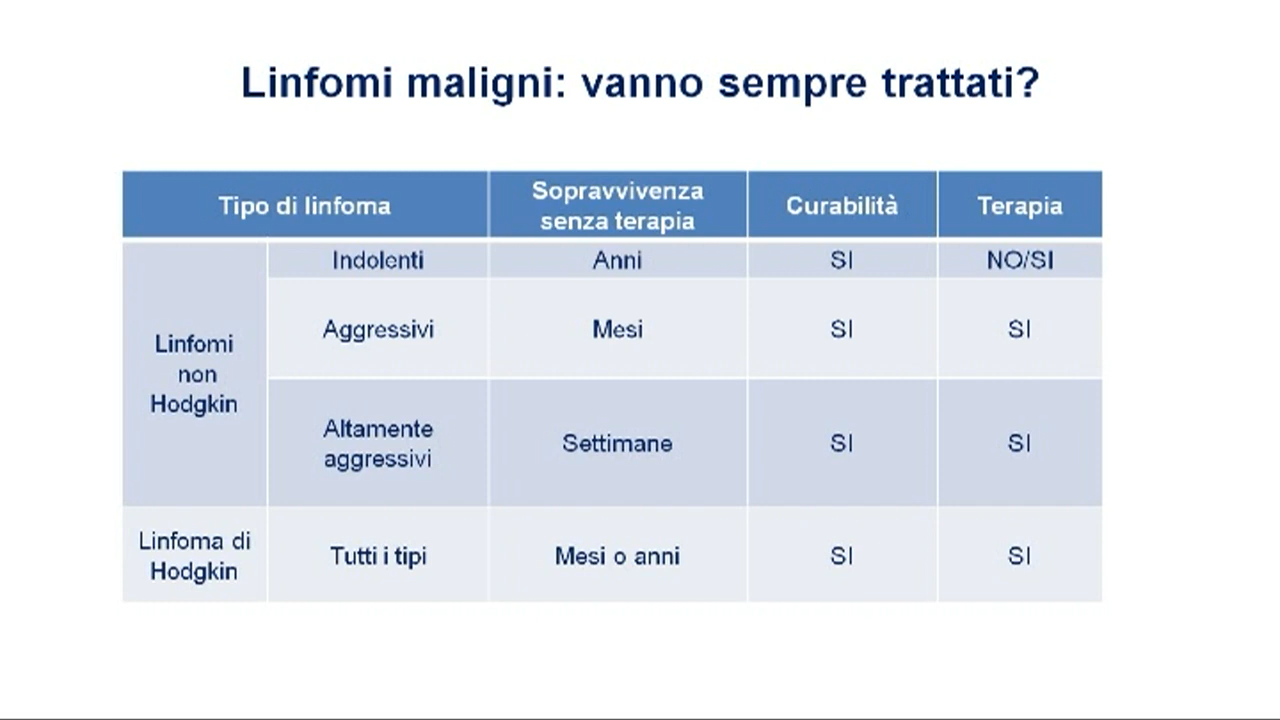 Linfomi maligni: vanno sempre trattati?
Tipo di linfoma
Sopravvivenza
senza terapia
Curabilità
Terapia
Linfomi
non
Hodgkin
Indolenti
Anni
SI
NO/SI
Aggressivi
Mesi
SI
SI
Altamente
aggressivi
Settimane
SI
SI
Linfoma di
Hodgkin
Tutti i tipi
Mesi o anni
SI
SI